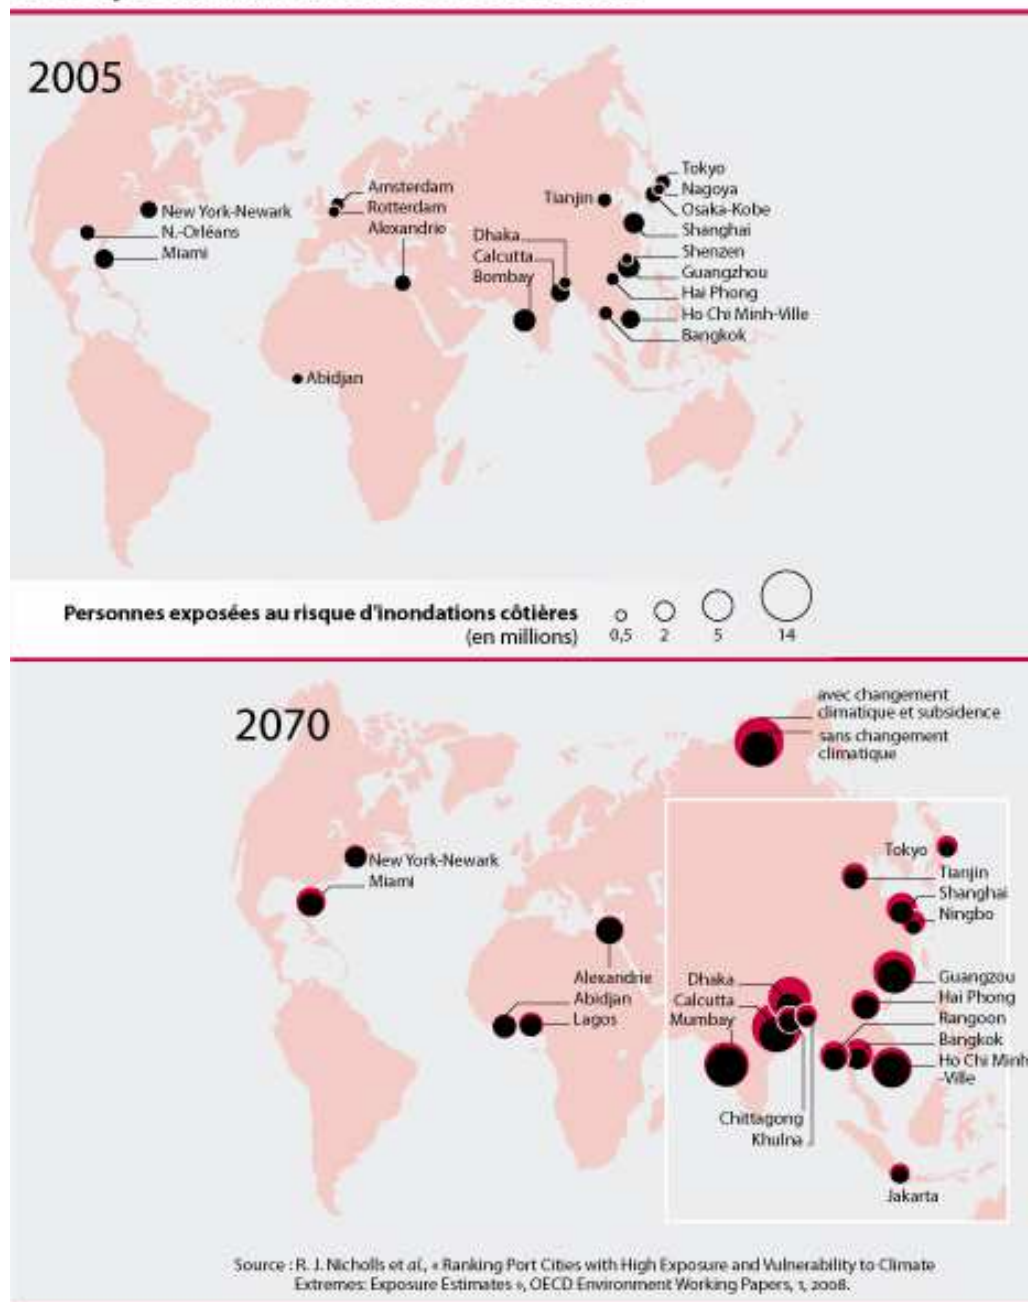 2005
Amsterdam
Rotterdam
Alexandrie
New York-Newark
N.-Orléans
Miami
Dhaka
Calcutta
Bombay
Tianjin
Tokyo
Nagoya
Osaka-Kobe
Shanghai
Shenzen
Guangzhou
Hai Phong
Ho Chi Minh-Ville
Bangkok
Abidjan
Personnes exposées au risque d'inondations côtières
(en millions)
0,5 2 5 14
2070
avec changement
climatique et subsidence
sans changement
climatique
New York-Newark
Miami
Alexandrie
Abidjan
Lagos
Dhaka
Calcutta
Mumbay
Tokyo
Tianjin
Shanghai
Ningbo
Guangzou
Hai Phong
Rangoon
Bangkok
Ho Chi Minh
-Ville
Chittagong
Khulna
Jakarta
Source : R. J. Nicholls et al., « Ranking Port Cities with High Exposure and Vulnerability to Climate
Extremes: Exposure Estimates », OECD Environment Working Papers, 1, 2008.